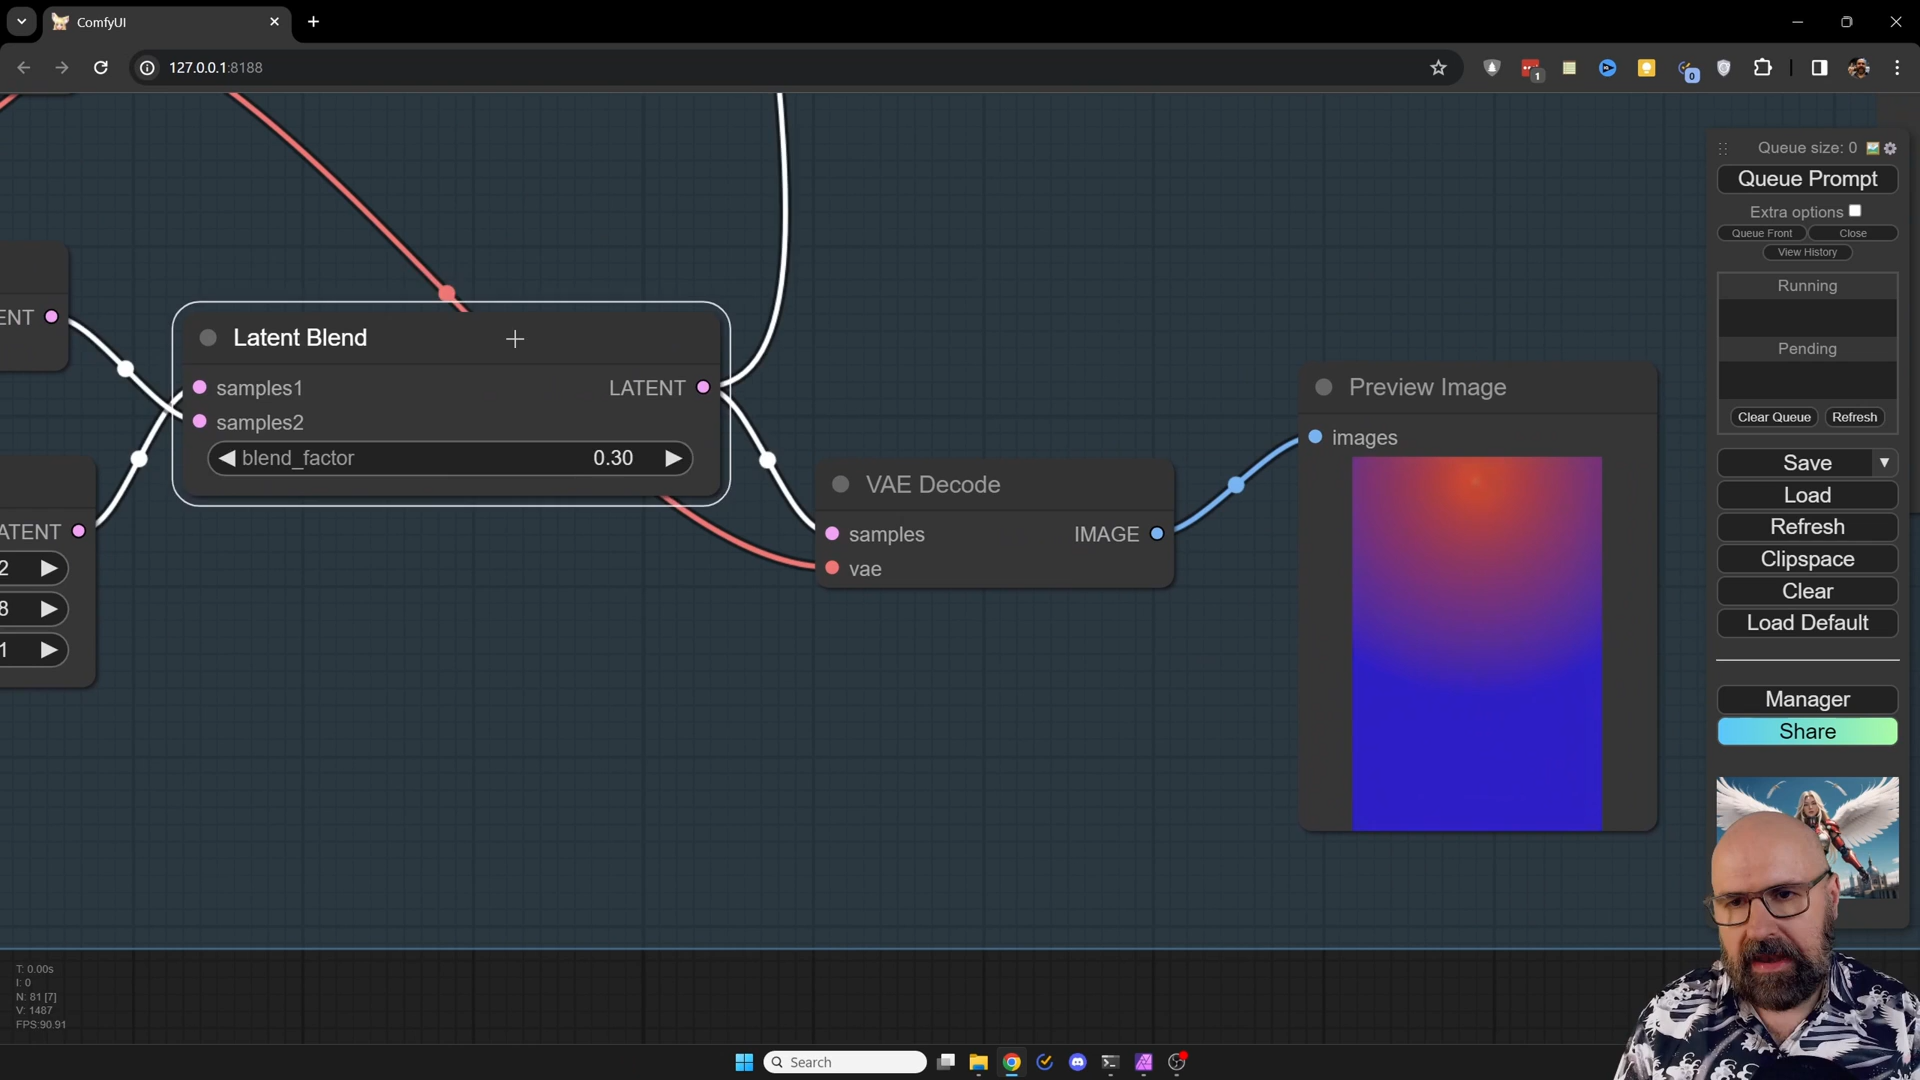 ComfyUI
127.0.0.1:8188
1
0
Queue size: 0
Queue Prompt
Extra options
Queue Front
Close
View History
Running
Pending
Clear Queue
Refresh
Save
Load
Refresh
Clipspace
Clear
Load Default
Manager
Share
ENT
ATENT
2
8
1
Latent Blend
samples1
LATENT
samples2
blend_factor
0.30
VAE Decode
samples
IMAGE
vae
Preview Image
images
T: 0.00s
I: 0
N: 81 [7]
V: 1487
FPS:90.91
Search